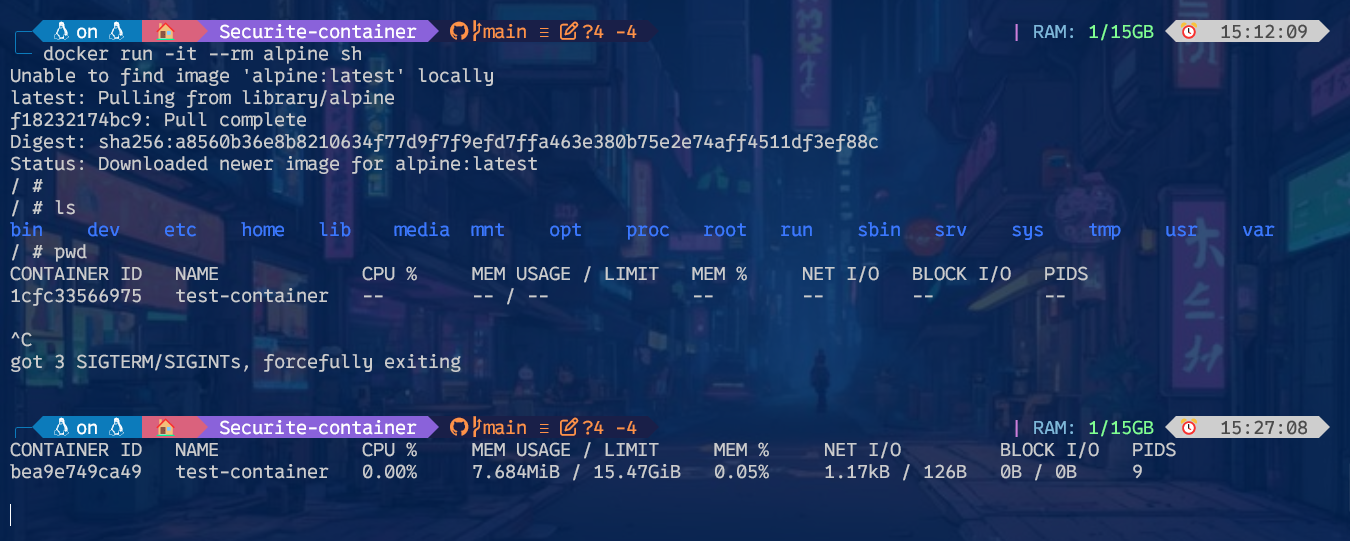 on Securite-container main ≡ ?4 -4 | RAM: 1/15GB 15:12:09
docker run -it --rm alpine sh
Unable to find image 'alpine:latest' locally
latest: Pulling from library/alpine
f18232174bc9: Pull complete
Digest: sha256:a8560b36e8b8210634f77d9f7f9efd7ffa463e380b75e2e74aff4511df3ef88c
Status: Downloaded newer image for alpine:latest
/ #
/ # ls
bin dev etc home lib media mnt opt proc root run sbin srv sys tmp usr var
/ # pwd
CONTAINER ID NAME CPU % MEM USAGE / LIMIT MEM % NET I/O BLOCK I/O PIDS
1cfc33566975 test-container -- -- / -- -- -- -- --
^C
got 3 SIGTERM/SIGINTs, forcefully exiting
on Securite-container main ≡ ?4 -4 | RAM: 1/15GB 15:27:08
CONTAINER ID NAME CPU % MEM USAGE / LIMIT MEM % NET I/O BLOCK I/O PIDS
bea9e749ca49 test-container 0.00% 7.684MiB / 15.47GiB 0.05% 1.17kB / 126B 0B / 0B 9